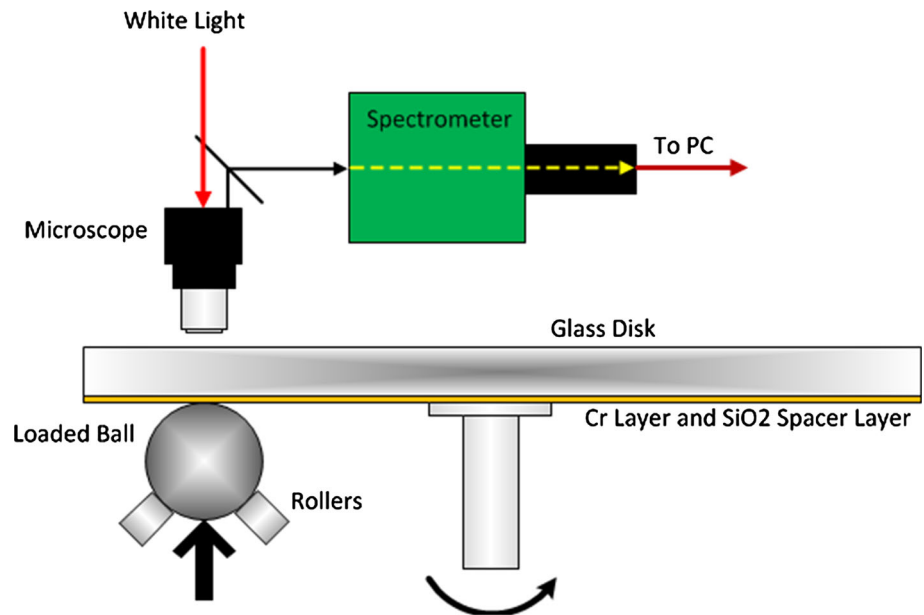 White Light
Spectrometer
To PC
Microscope
Glass Disk
Cr Layer and SiO2 Spacer Layer
Loaded Ball
Rollers